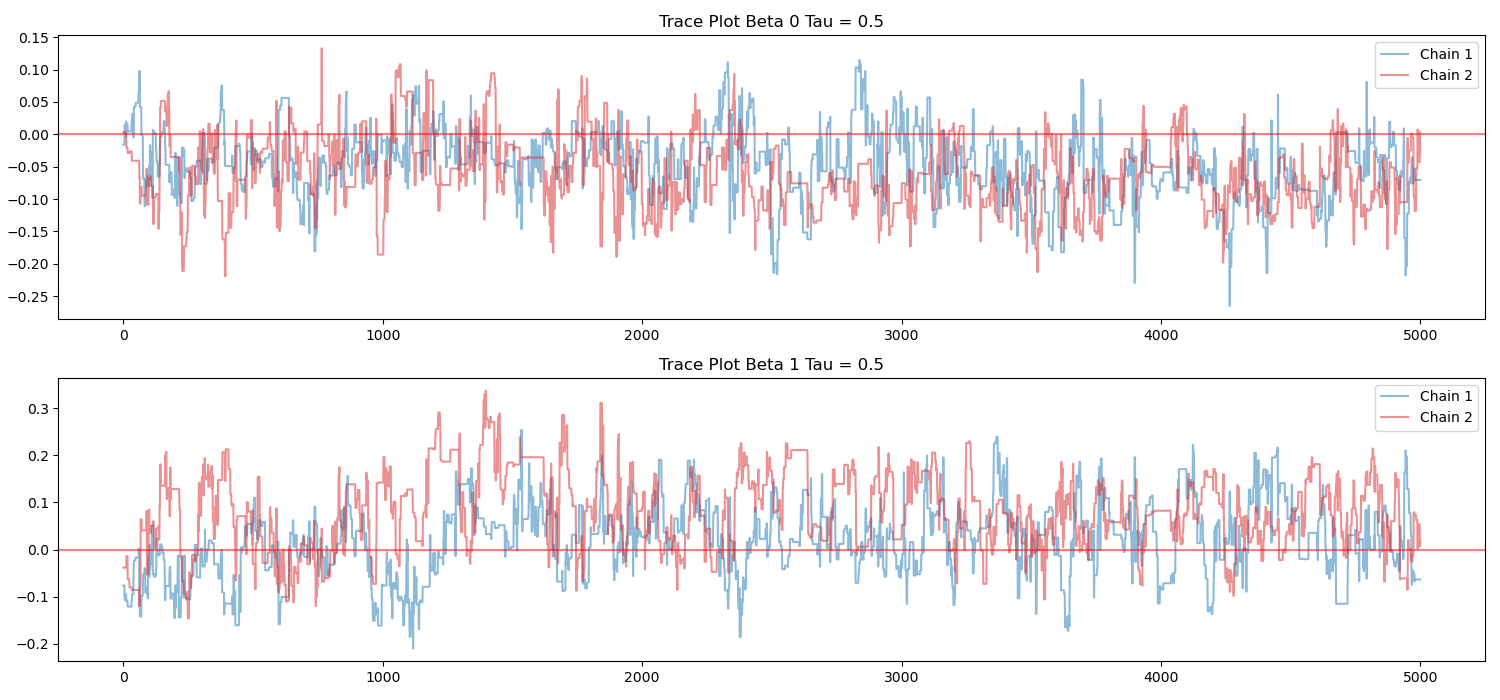 Trace Plot Beta 0 Tau = 0.5
0.15
0.10
0.05
0.00
−0.05
−0.10
−0.15
−0.20
−0.25
Chain 1
Chain 2
0 1000 2000 3000 4000 5000
Trace Plot Beta 1 Tau = 0.5
0.3
0.2
0.1
0.0
−0.1
−0.2
Chain 1
Chain 2
0 1000 2000 3000 4000 5000